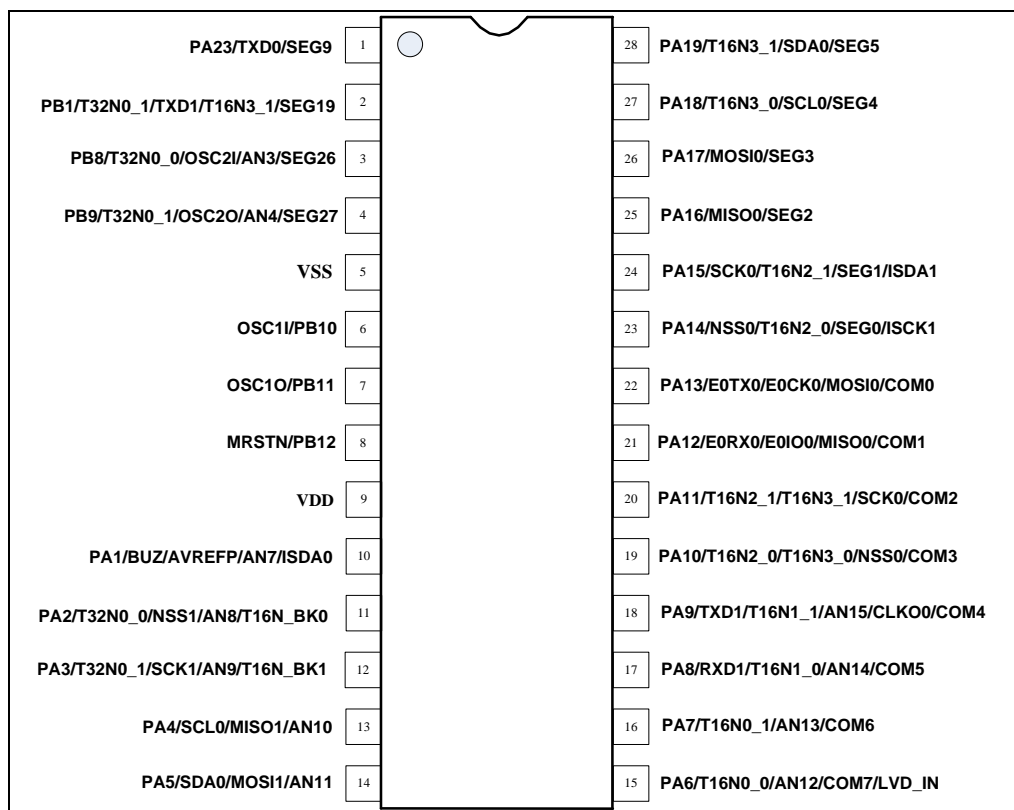 PA23/TXD0/SEG9 1 28 PA19/T16N3_1/SDA0/SEG5
PB1/T32N0_1/TXD1/T16N3_1/SEG19 2 27 PA18/T16N3_0/SCL0/SEG4
PB8/T32N0_0/OSC2I/AN3/SEG26 3 26 PA17/MOSI0/SEG3
PB9/T32N0_1/OSC2O/AN4/SEG27 4 25 PA16/MISO0/SEG2
VSS 5 24 PA15/SCK0/T16N2_1/SEG1/ISDA1
OSC1I/PB10 6 23 PA14/NSS0/T16N2_0/SEG0/ISCK1
OSC1O/PB11 7 22 PA13/E0TX0/E0CK0/MOSI0/COM0
MRSTN/PB12 8 21 PA12/E0RX0/E0IO0/MISO0/COM1
VDD 9 20 PA11/T16N2_1/T16N3_1/SCK0/COM2
PA1/BUZ/AVREFP/AN7/ISDA0 10 19 PA10/T16N2_0/T16N3_0/NSS0/COM3
PA2/T32N0_0/NSS1/AN8/T16N_BK0 11 18 PA9/TXD1/T16N1_1/AN15/CLKO0/COM4
PA3/T32N0_1/SCK1/AN9/T16N_BK1 12 17 PA8/RXD1/T16N1_0/AN14/COM5
PA4/SCL0/MISO1/AN10 13 16 PA7/T16N0_1/AN13/COM6
PA5/SDA0/MOSI1/AN11 14 15 PA6/T16N0_0/AN12/COM7/LVD_IN